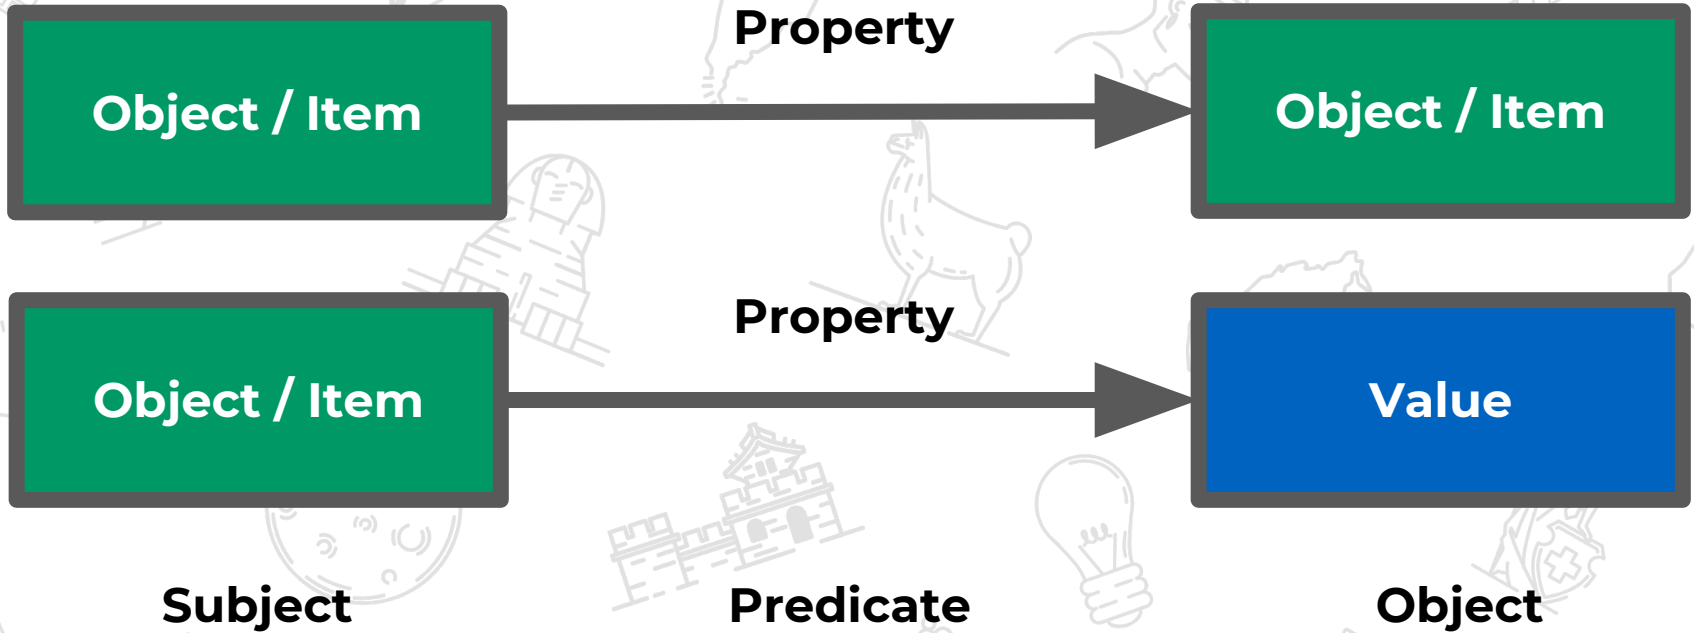 Property
Object / Item
Object / Item
Property
Object / Item
Value
Subject
Predicate
Object